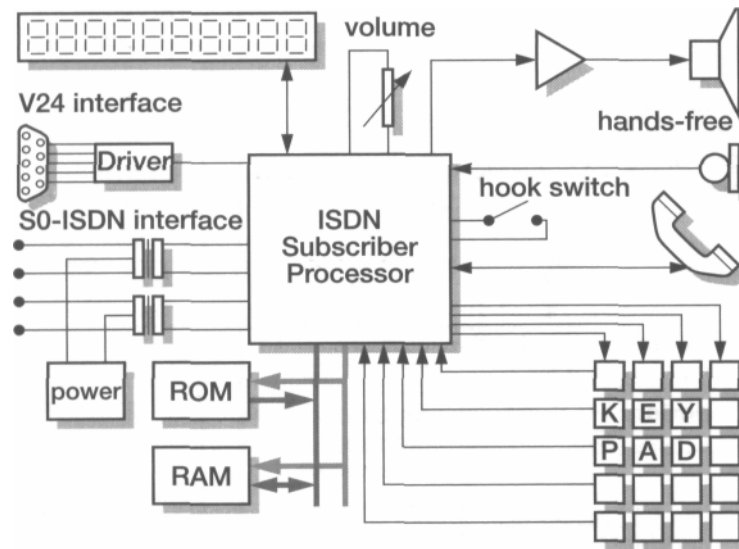 volume
V24 interface
hands-free
Driver
hook switch
S0-ISDN interface
ISDN
Subscriber
Processor
power
ROM
RAM
K E Y
P A D